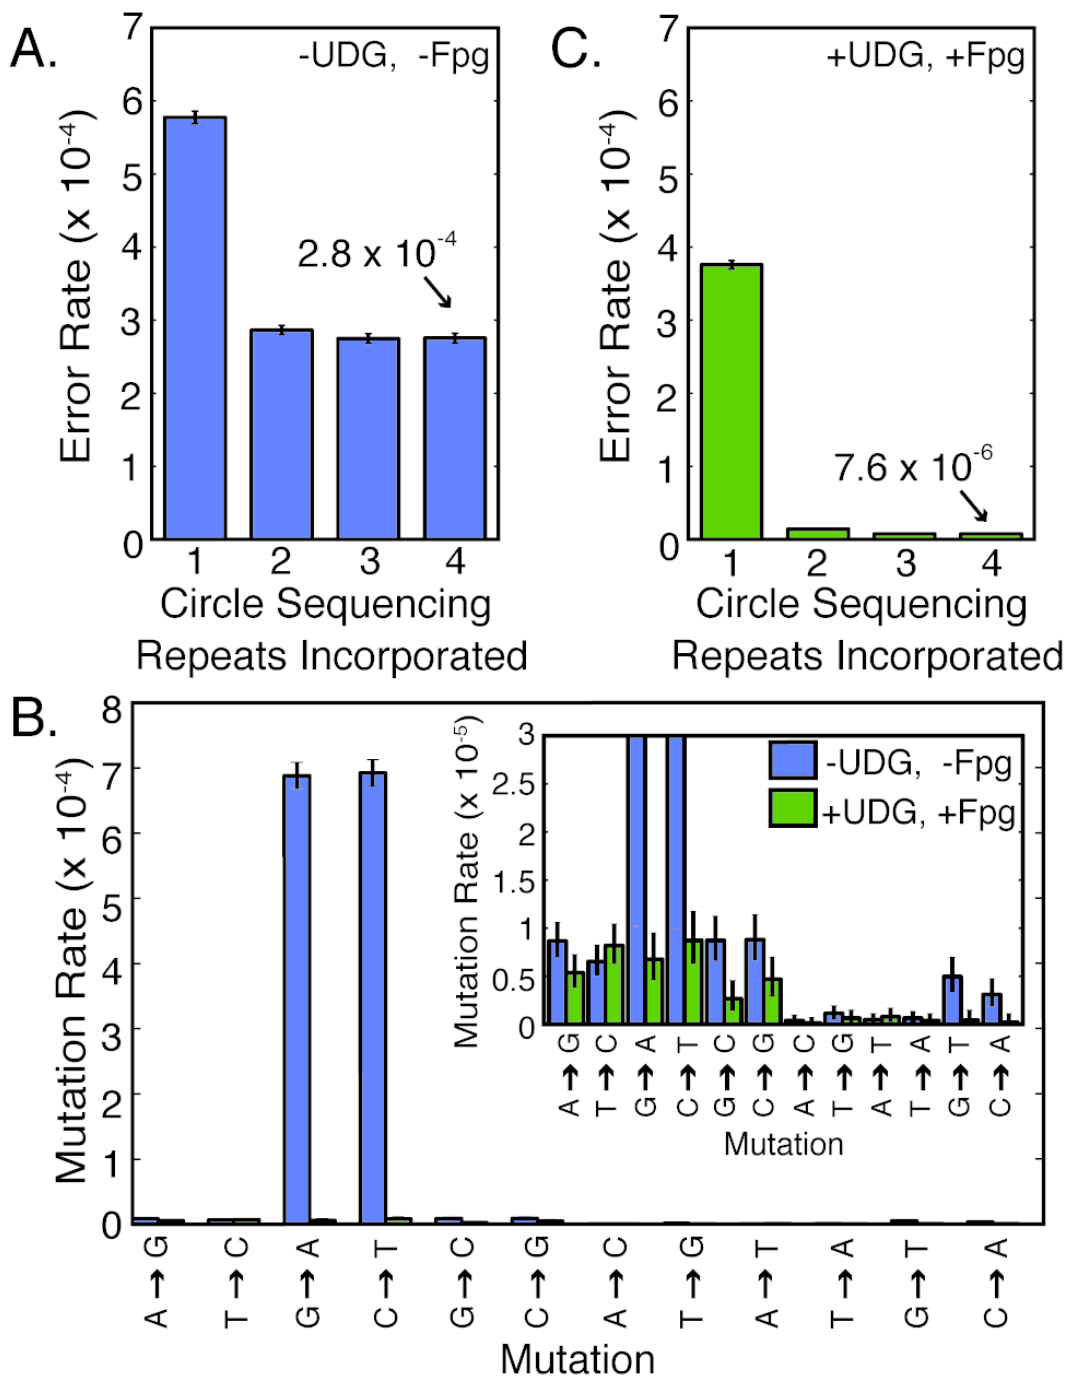 A.
-UDG, -Fpg
Error Rate (x 10^-4)
7
6
5
4
3
2
1
0
2.8 x 10^-4
1 2 3 4
Circle Sequencing
Repeats Incorporated
C.
+UDG, +Fpg
Error Rate (x 10^-4)
7
6
5
4
3
2
1
0
7.6 x 10^-6
1 2 3 4
Circle Sequencing
Repeats Incorporated
B.
Mutation Rate (x 10^-4)
8
7
6
5
4
3
2
1
0
A→G T→C G→A C→T G→C C→G A→C T→G A→T T→A G→T C→A
Mutation
Mutation Rate (x 10^-5)
3
2.5
2
1.5
1
0.5
0
-UDG, -Fpg
+UDG, +Fpg
A→G T→C G→A C→T G→C C→G A→C T→G A→T T→A G→T C→A
Mutation